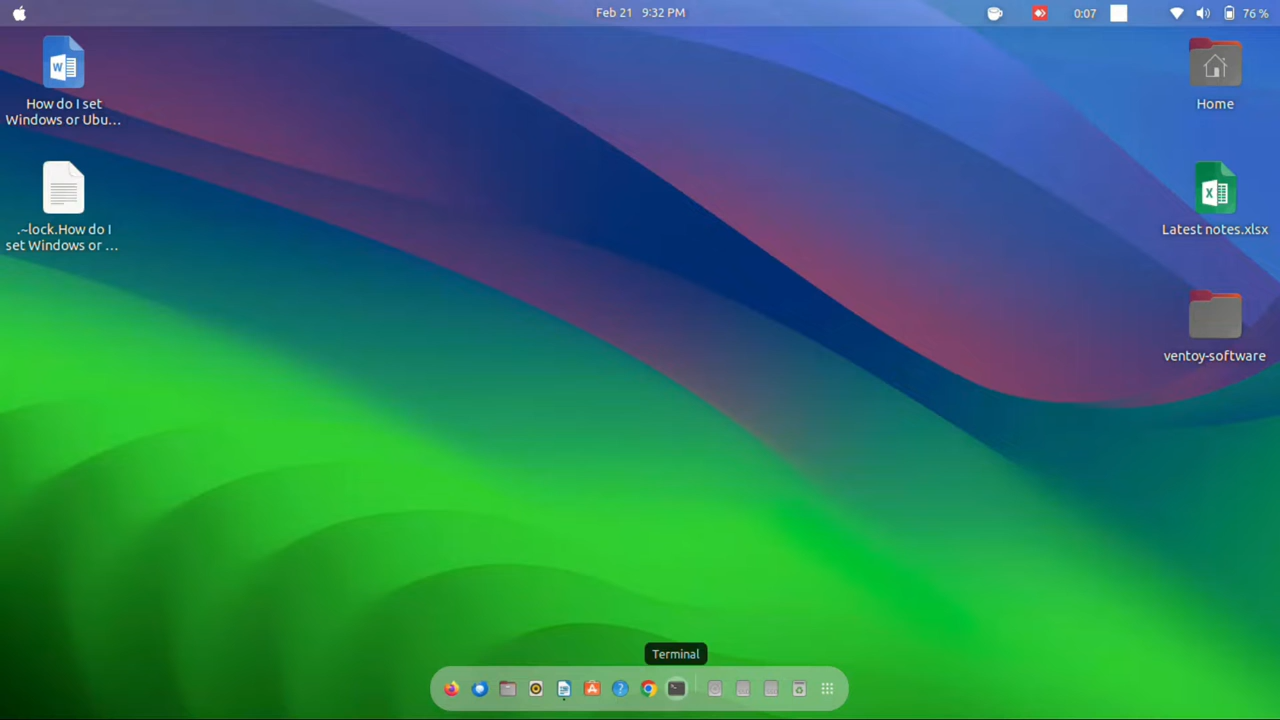 Feb 21 9:32 PM
0:07
76 %
How do I set
Windows or Ubu...
.~lock.How do I
set Windows or ...
Home
Latest notes.xlsx
ventoy-software
Terminal